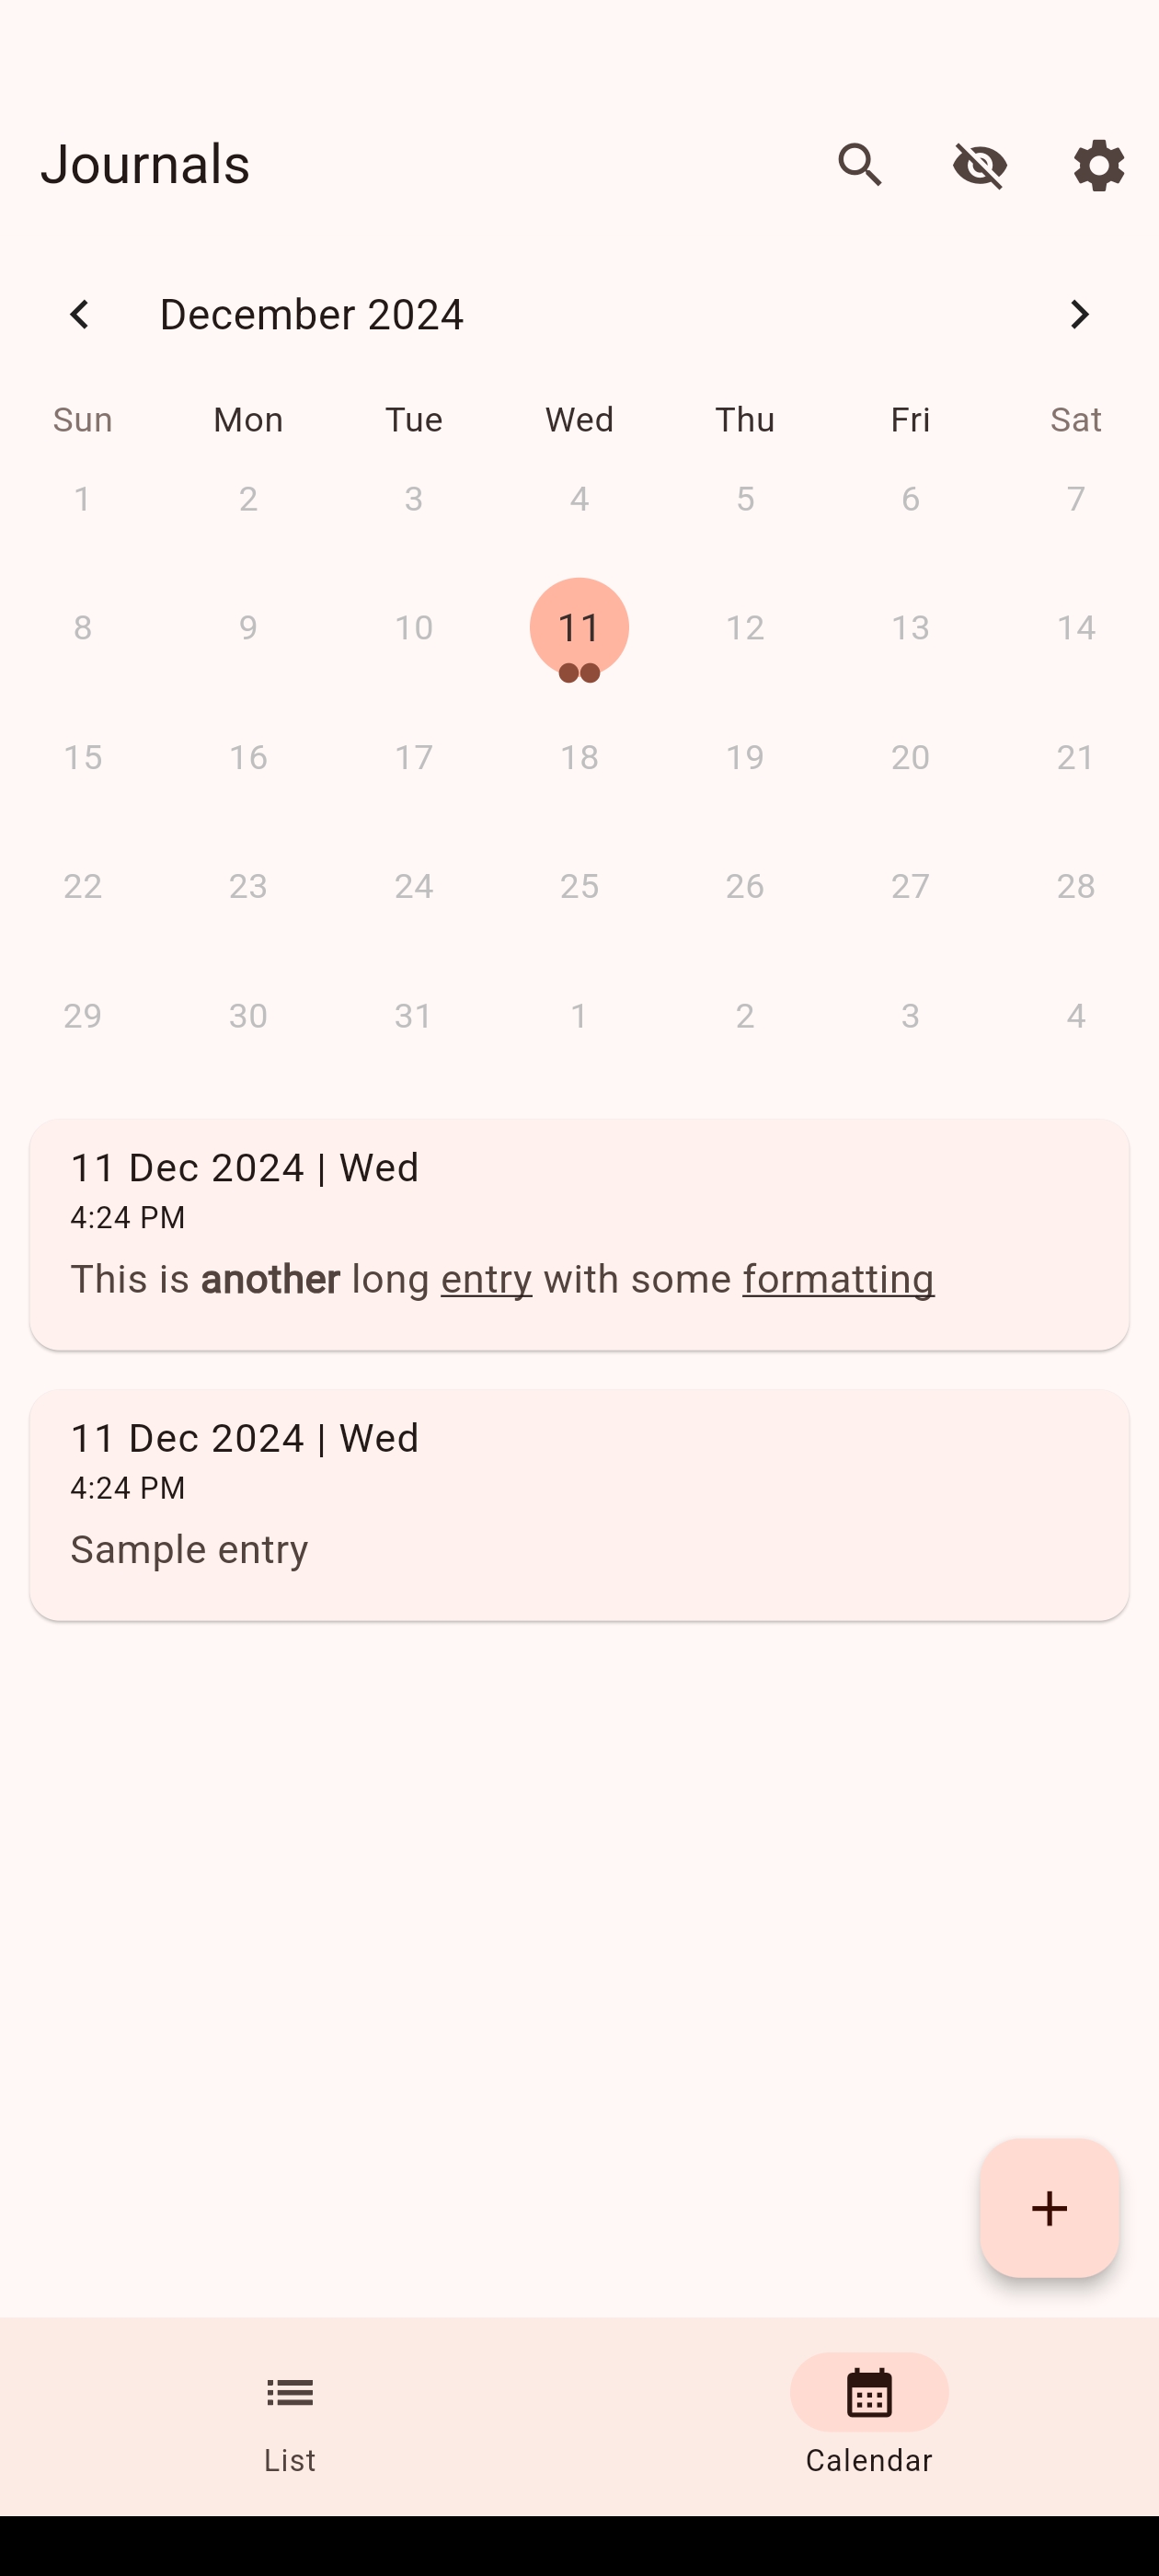 Journals
December 2024
Sun Mon Tue Wed Thu Fri Sat
1 2 3 4 5 6 7
8 9 10 11 12 13 14
15 16 17 18 19 20 21
22 23 24 25 26 27 28
29 30 31 1 2 3 4
11 Dec 2024 | Wed
4:24 PM
This is another long entry with some formatting
11 Dec 2024 | Wed
4:24 PM
Sample entry
List Calendar